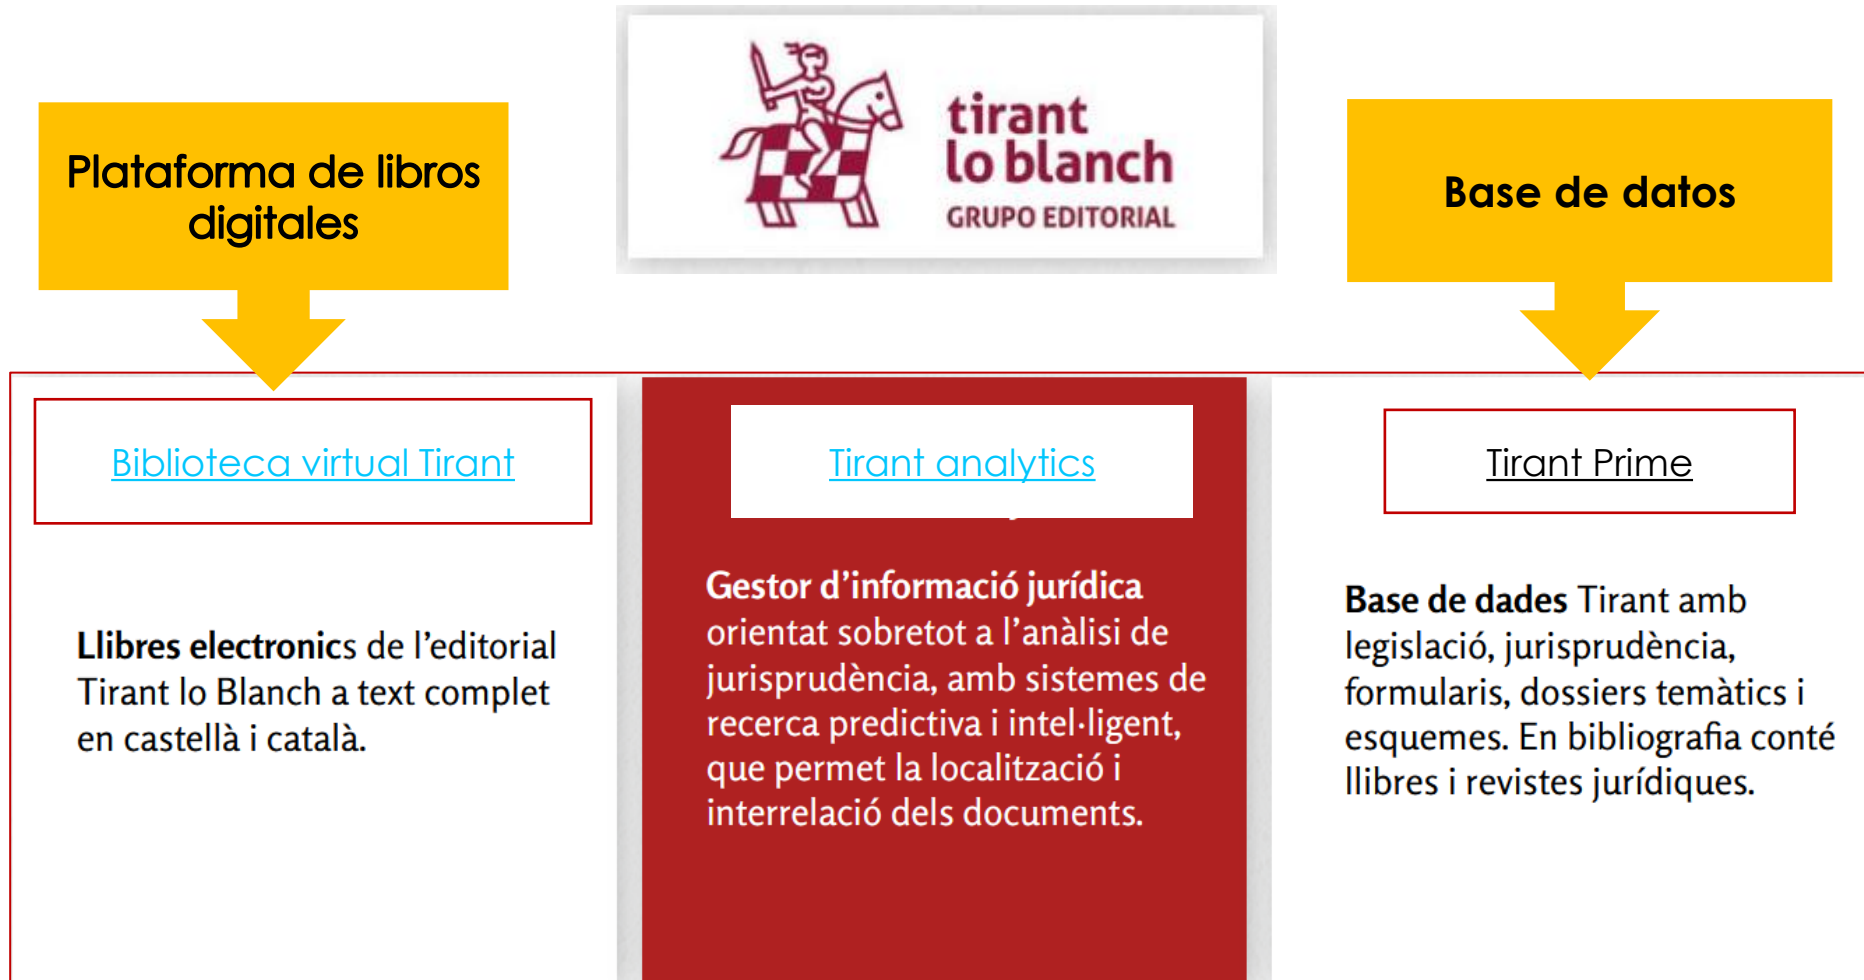 tirant
lo blanch
GRUPO EDITORIAL
Plataforma de libros
digitales
Base de datos
Biblioteca virtual Tirant
Llibres electronics de l'editorial
Tirant lo Blanch a text complet
en castellà i català.
Tirant analytics
Gestor d'informació jurídica
orientat sobretot a l'anàlisi de
jurisprudència, amb sistemes de
recerca predictiva i intel·ligent,
que permet la localització i
interrelació dels documents.
Tirant Prime
Base de dades Tirant amb
legislació, jurisprudència,
formularis, dossiers temàtics i
esquemes. En bibliografia conté
llibres i revistes jurídiques.